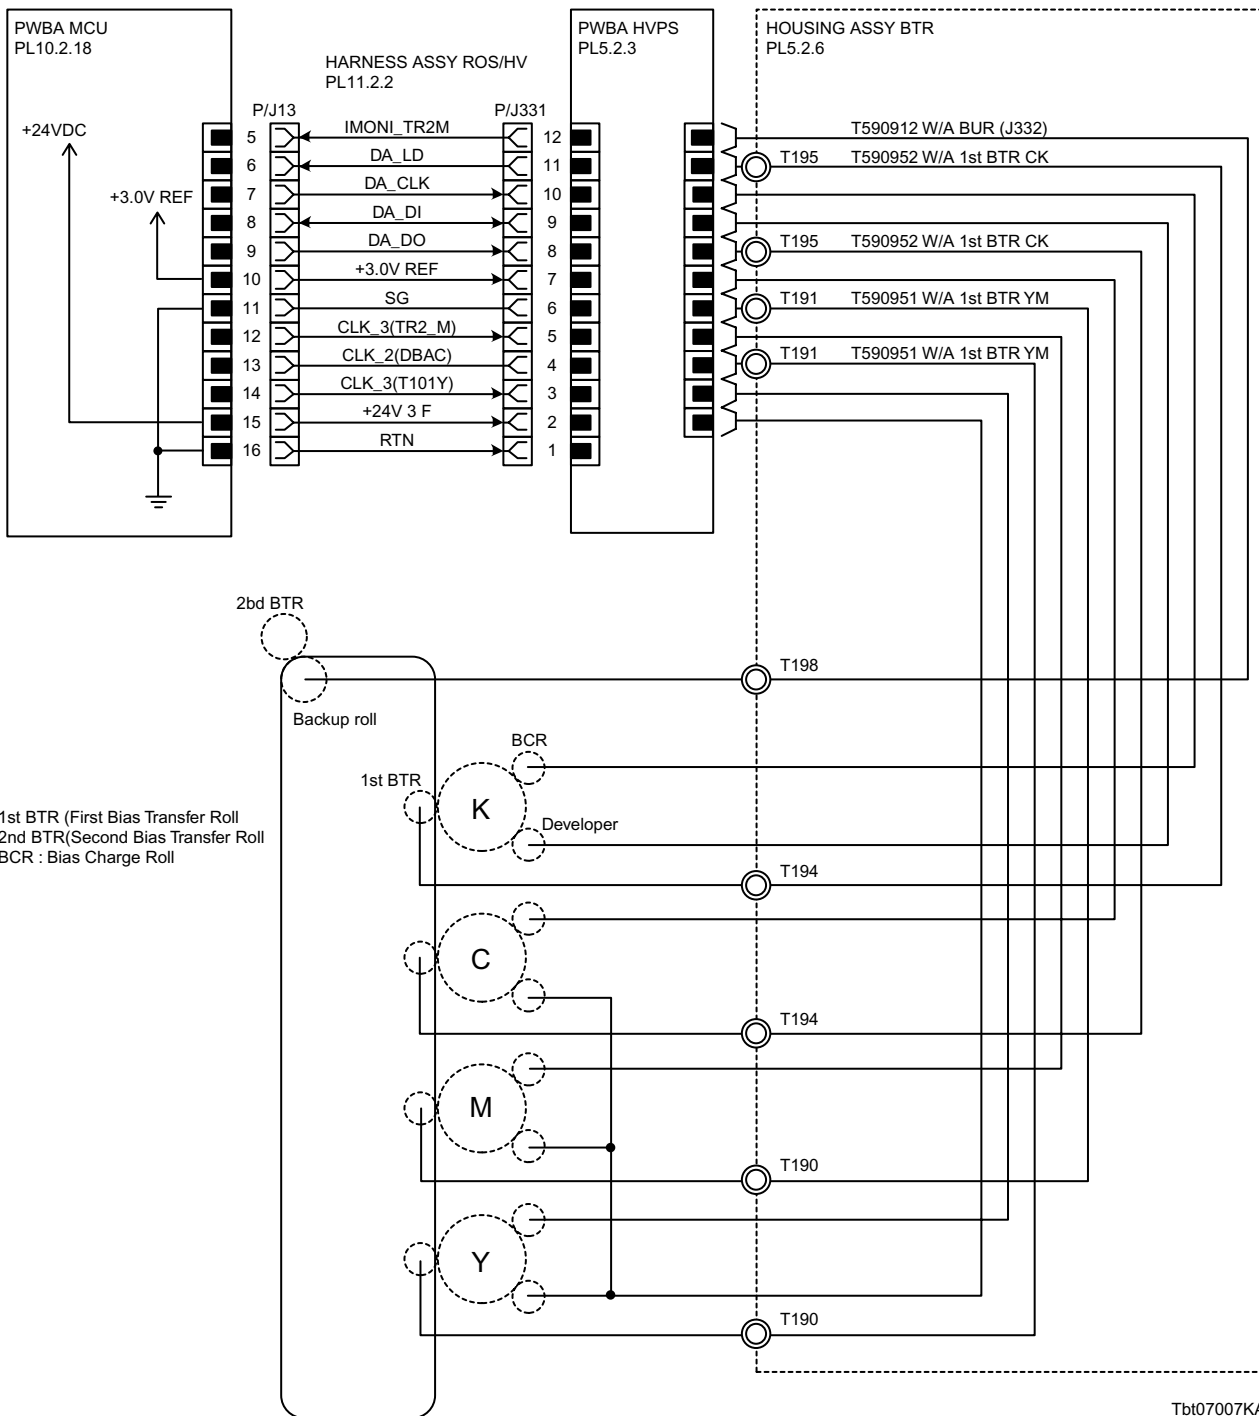 PWBA MCU
PL10.2.18
HARNESS ASSY ROS/HV
PL11.2.2
PWBA HVPS
PL5.2.3
HOUSING ASSY BTR
PL5.2.6
P/J13
P/J331
+24VDC
+3.0V REF
5 IMONI_TR2M 12
6 DA_LD 11
7 DA_CLK 10
8 DA_DI 9
9 DA_DO 8
10 +3.0V REF 7
11 SG 6
12 CLK_3(TR2_M) 5
13 CLK_2(DBAC) 4
14 CLK_3(T101Y) 3
15 +24V 3 F 2
16 RTN 1
T590912 W/A BUR (J332)
T195 T590952 W/A 1st BTR CK
T195 T590952 W/A 1st BTR CK
T191 T590951 W/A 1st BTR YM
T191 T590951 W/A 1st BTR YM
2bd BTR
Backup roll
T198
BCR
1st BTR
K
Developer
1st BTR (First Bias Transfer Roll
2nd BTR(Second Bias Transfer Roll
BCR : Bias Charge Roll
T194
C
T194
M
T190
Y
T190
Tbt07007KA